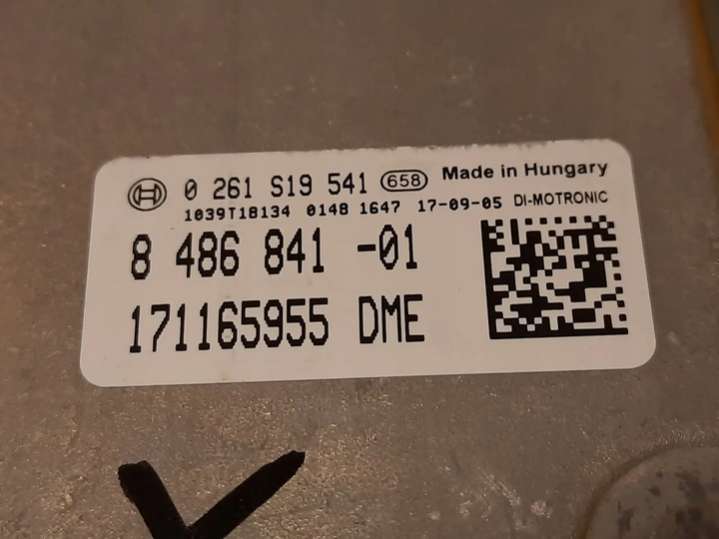 0 261 S19 541 658 Made in Hungary
1039T18134 0148 1647 17-09-05 DI-MOTRONIC
8 486 841 -01
171165955 DME